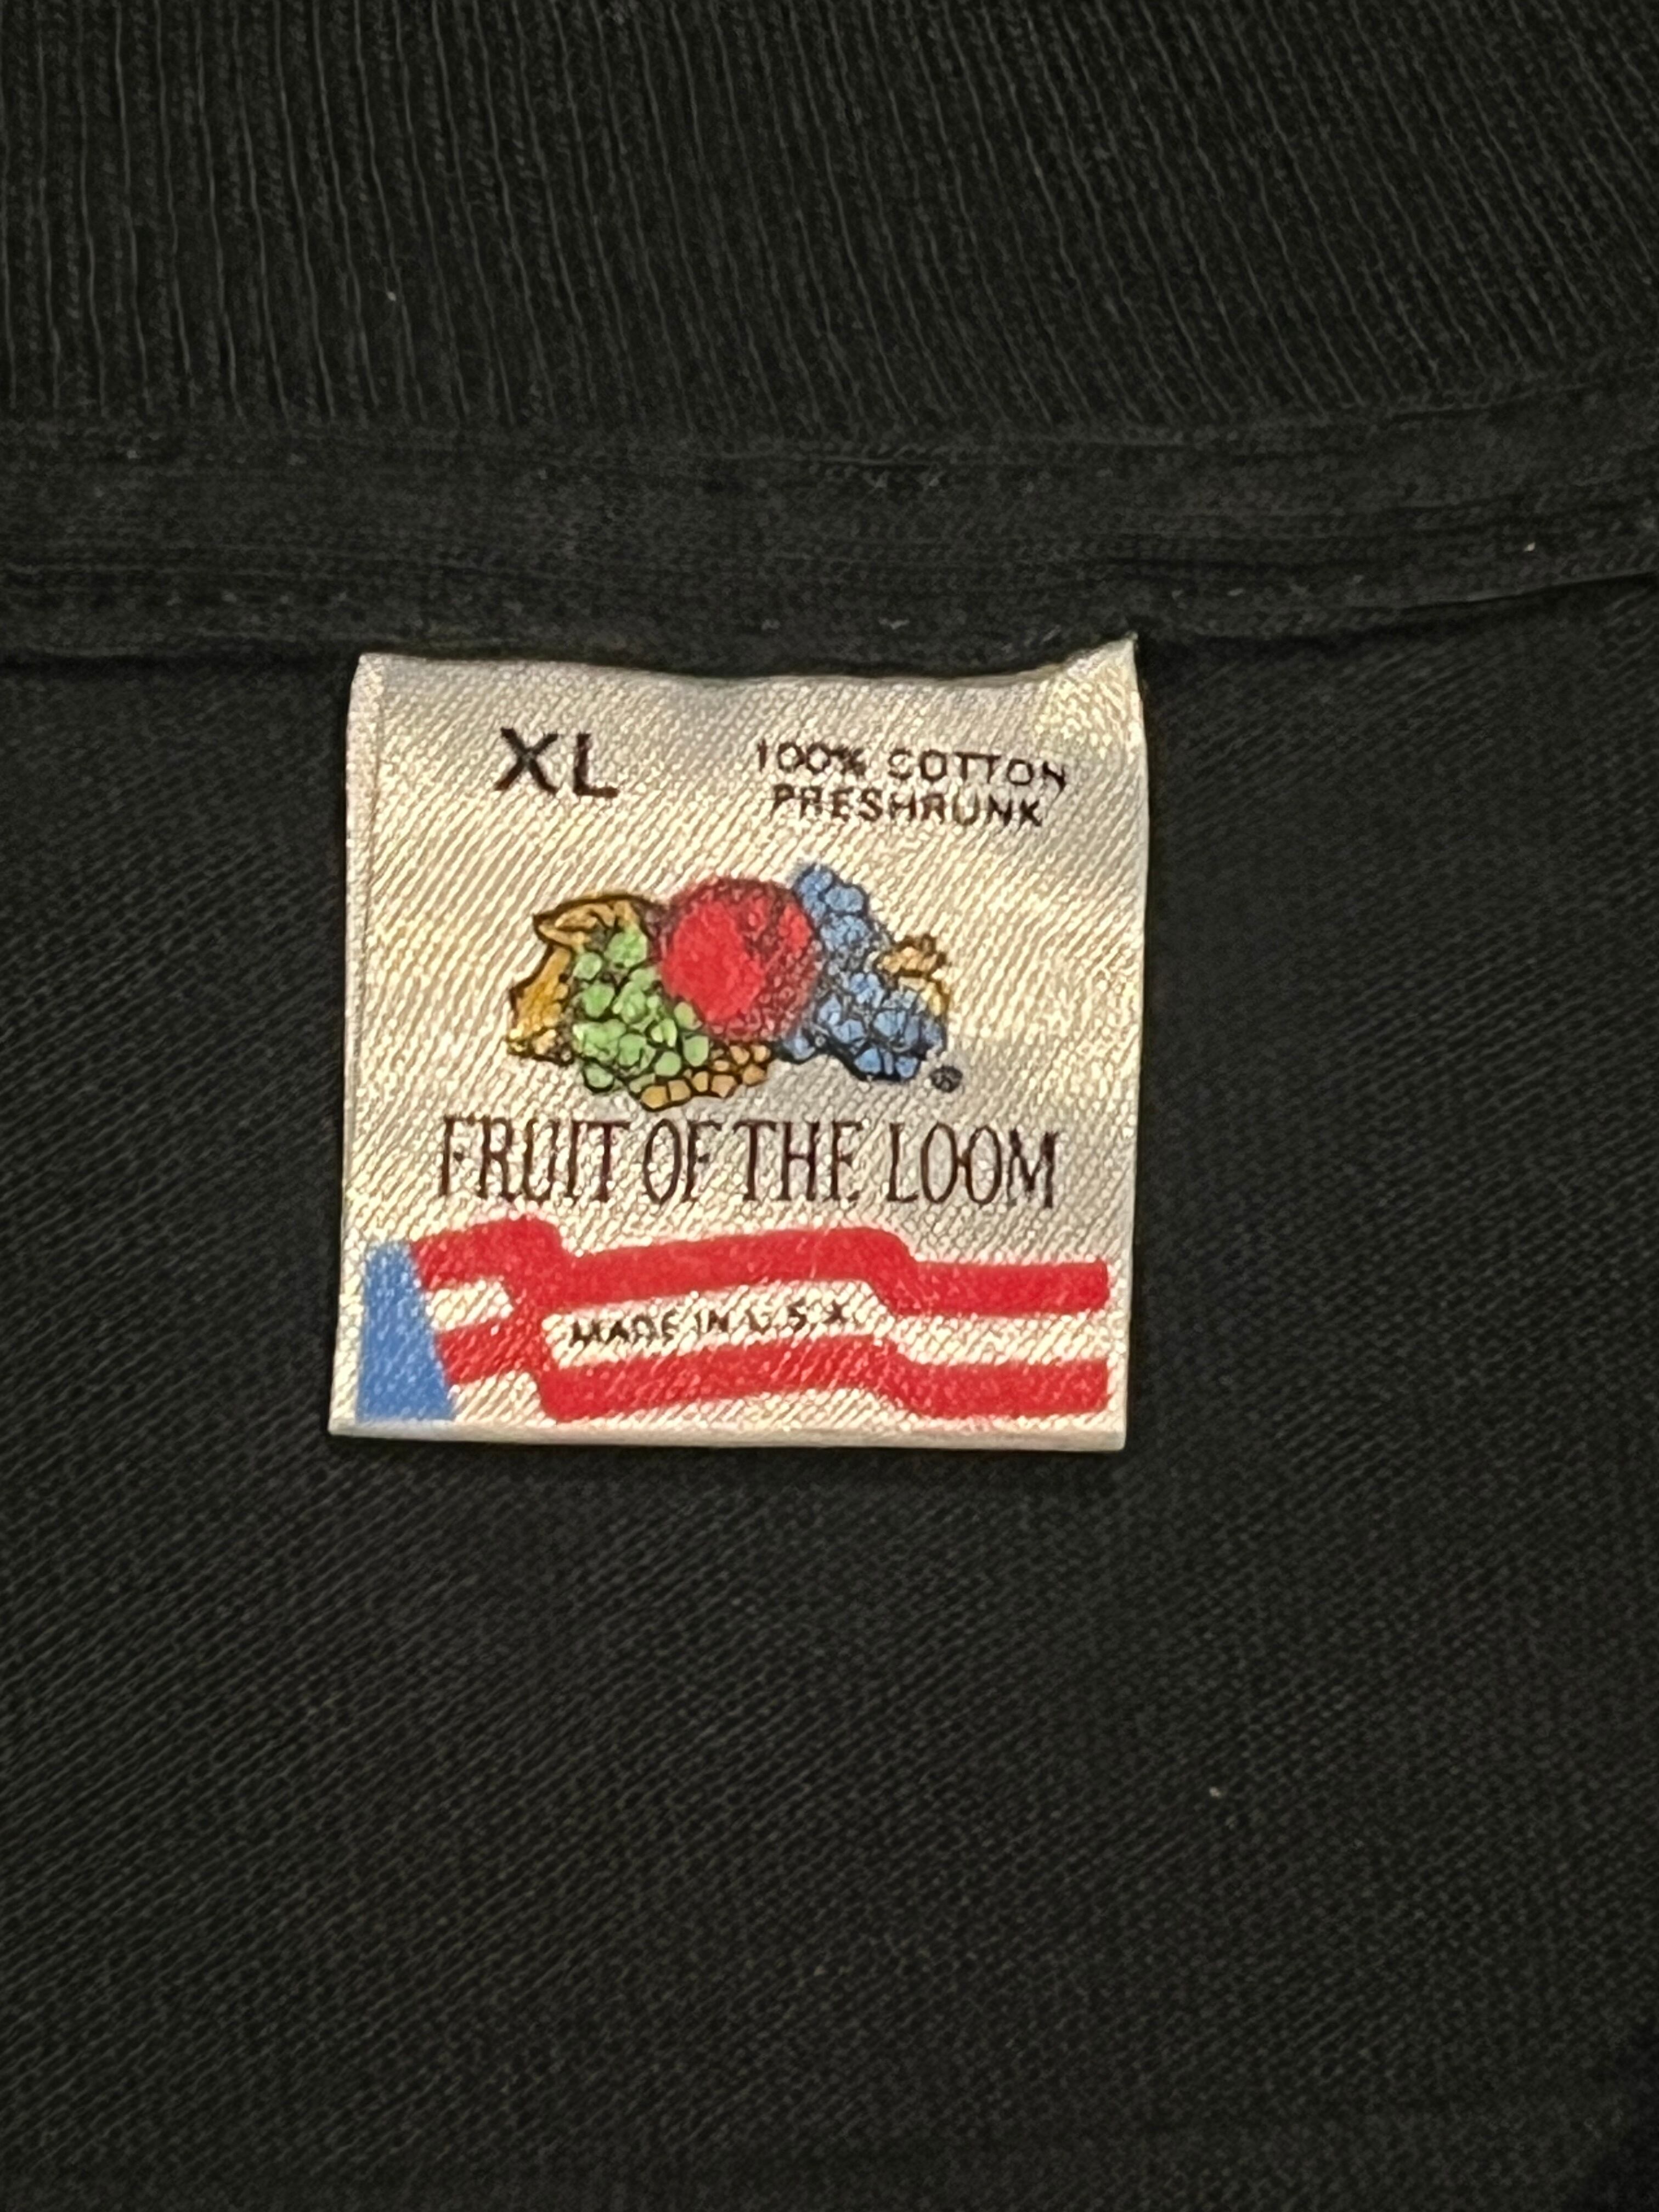 XL
100% COTTON
PRESHRUNK
®
FRUIT OF THE LOOM
MADE IN U.S.A.